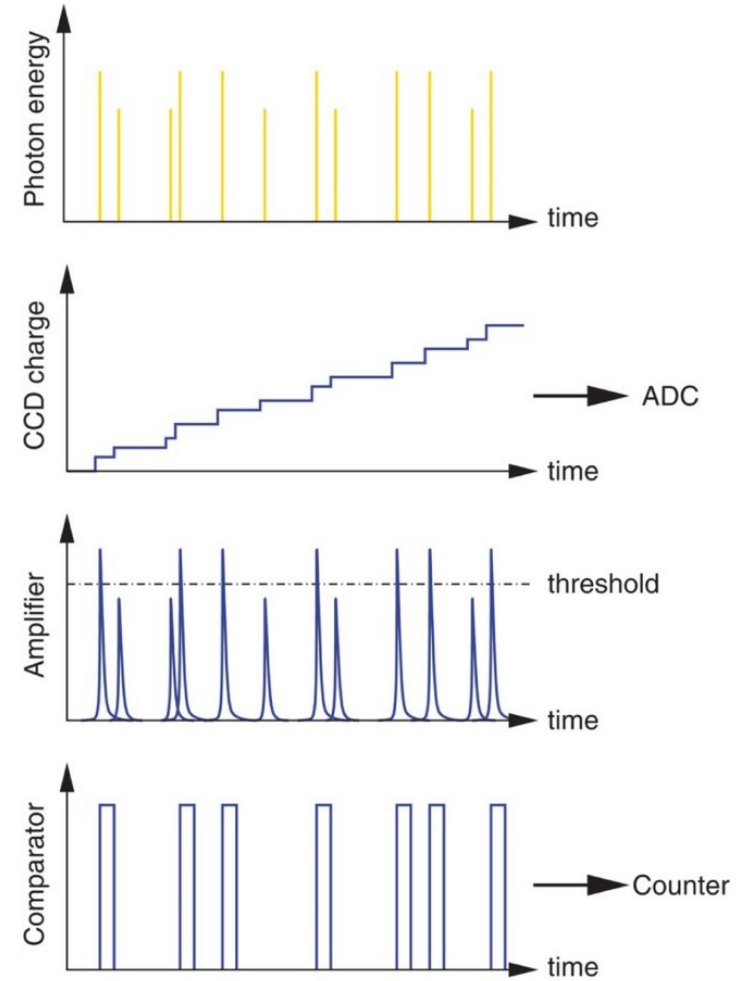 Photon energy
time
CCD charge
ADC
time
Amplifier
threshold
time
Comparator
Counter
time